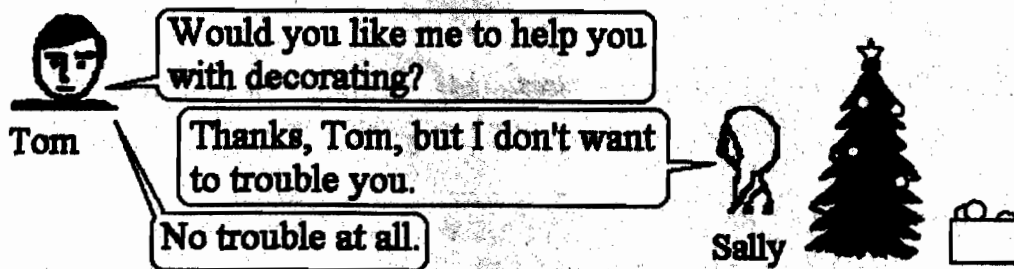 Would you like me to help you
with decorating?
Tom
Thanks, Tom, but I don't want
to trouble you.
No trouble at all.
Sally